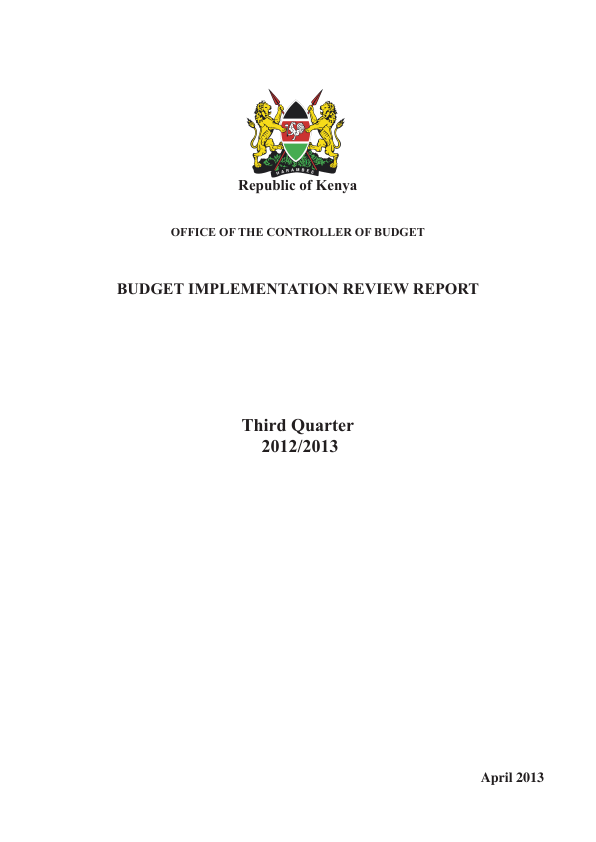 HARAMBEE
Republic of Kenya
OFFICE OF THE CONTROLLER OF BUDGET
BUDGET IMPLEMENTATION REVIEW REPORT
Third Quarter
2012/2013
April 2013